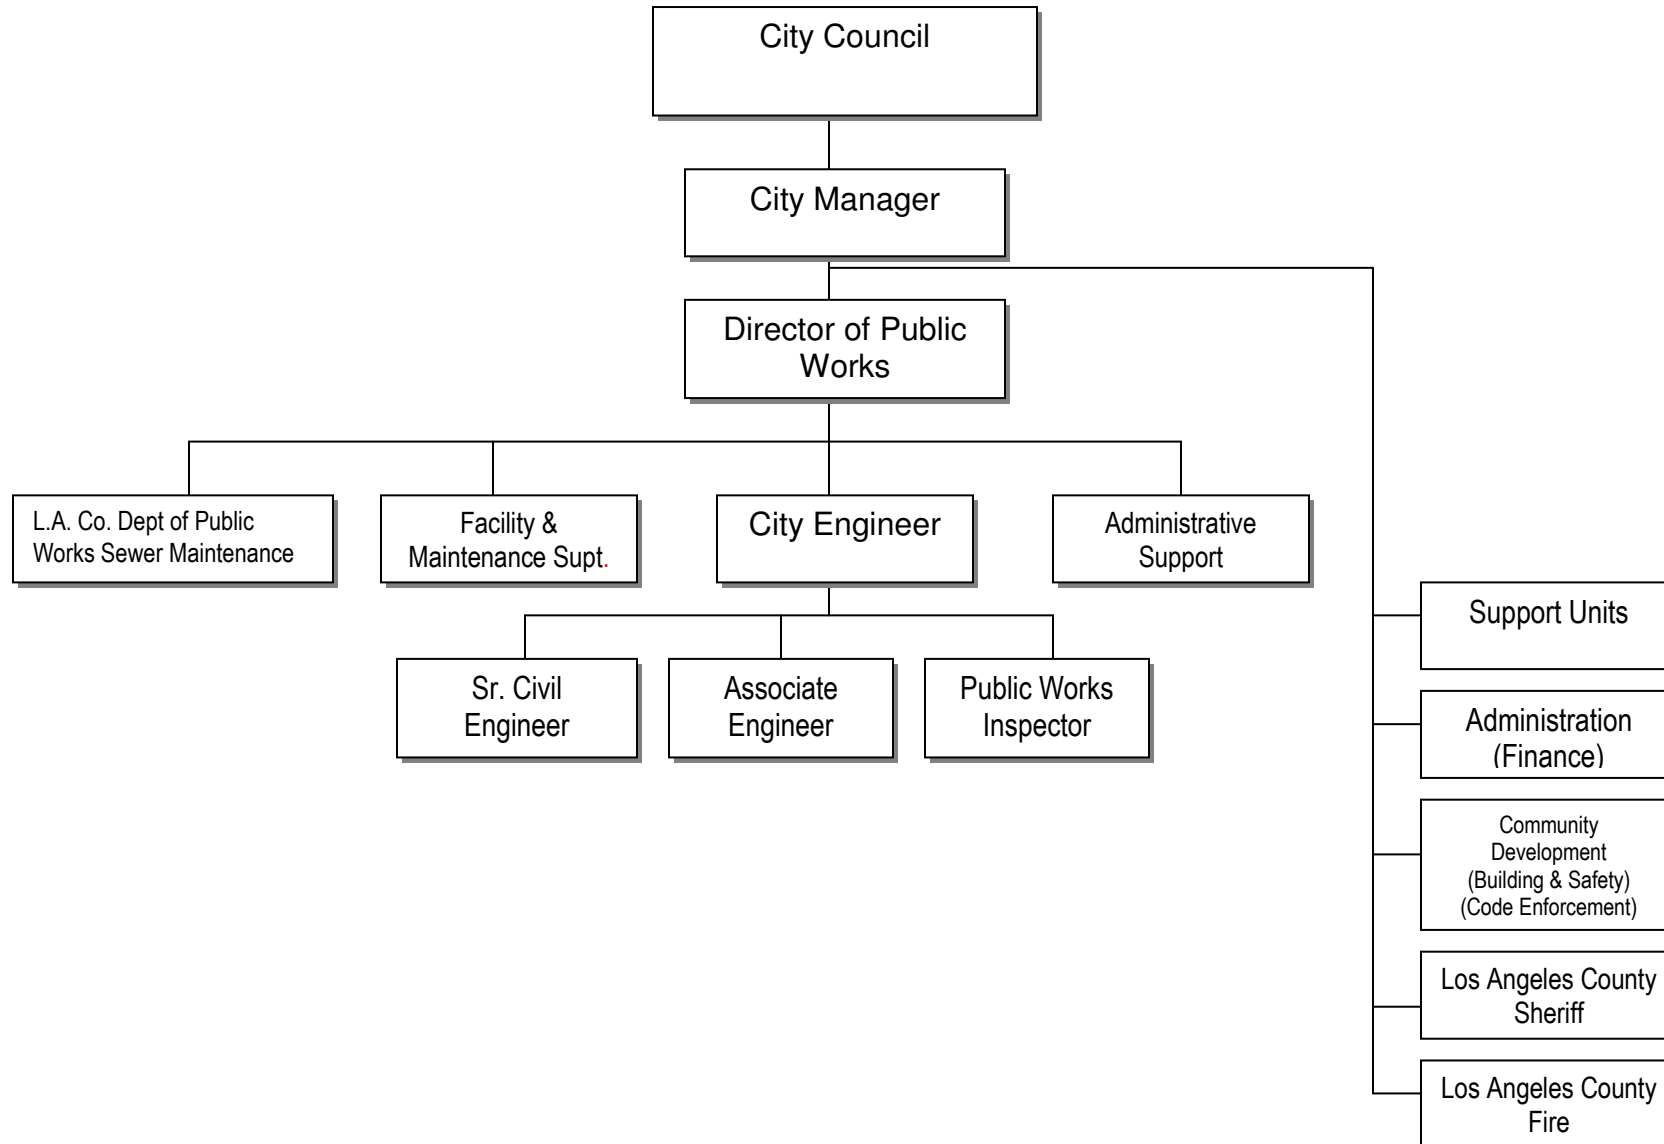 City Council
City Manager
Director of Public
Works
L.A. Co. Dept of Public
Works Sewer Maintenance
Facility &
Maintenance Supt.
City Engineer
Administrative
Support
Sr. Civil
Engineer
Associate
Engineer
Public Works
Inspector
Support Units
Administration
(Finance)
Community
Development
(Building & Safety)
(Code Enforcement)
Los Angeles County
Sheriff
Los Angeles County
Fire